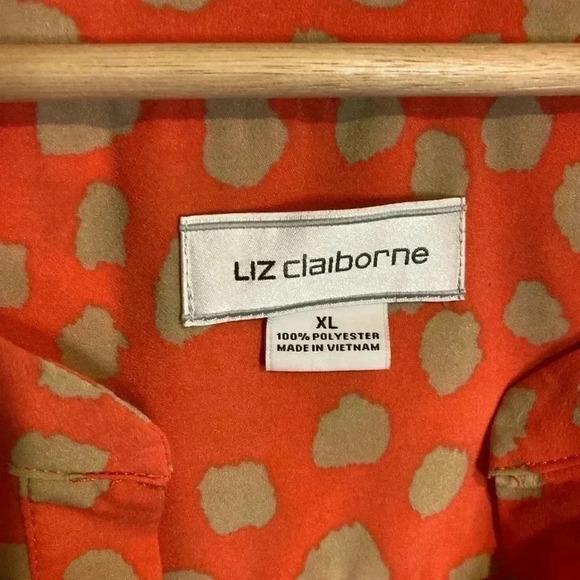 LIZ claiborne
XL
100% POLYESTER
MADE IN VIETNAM